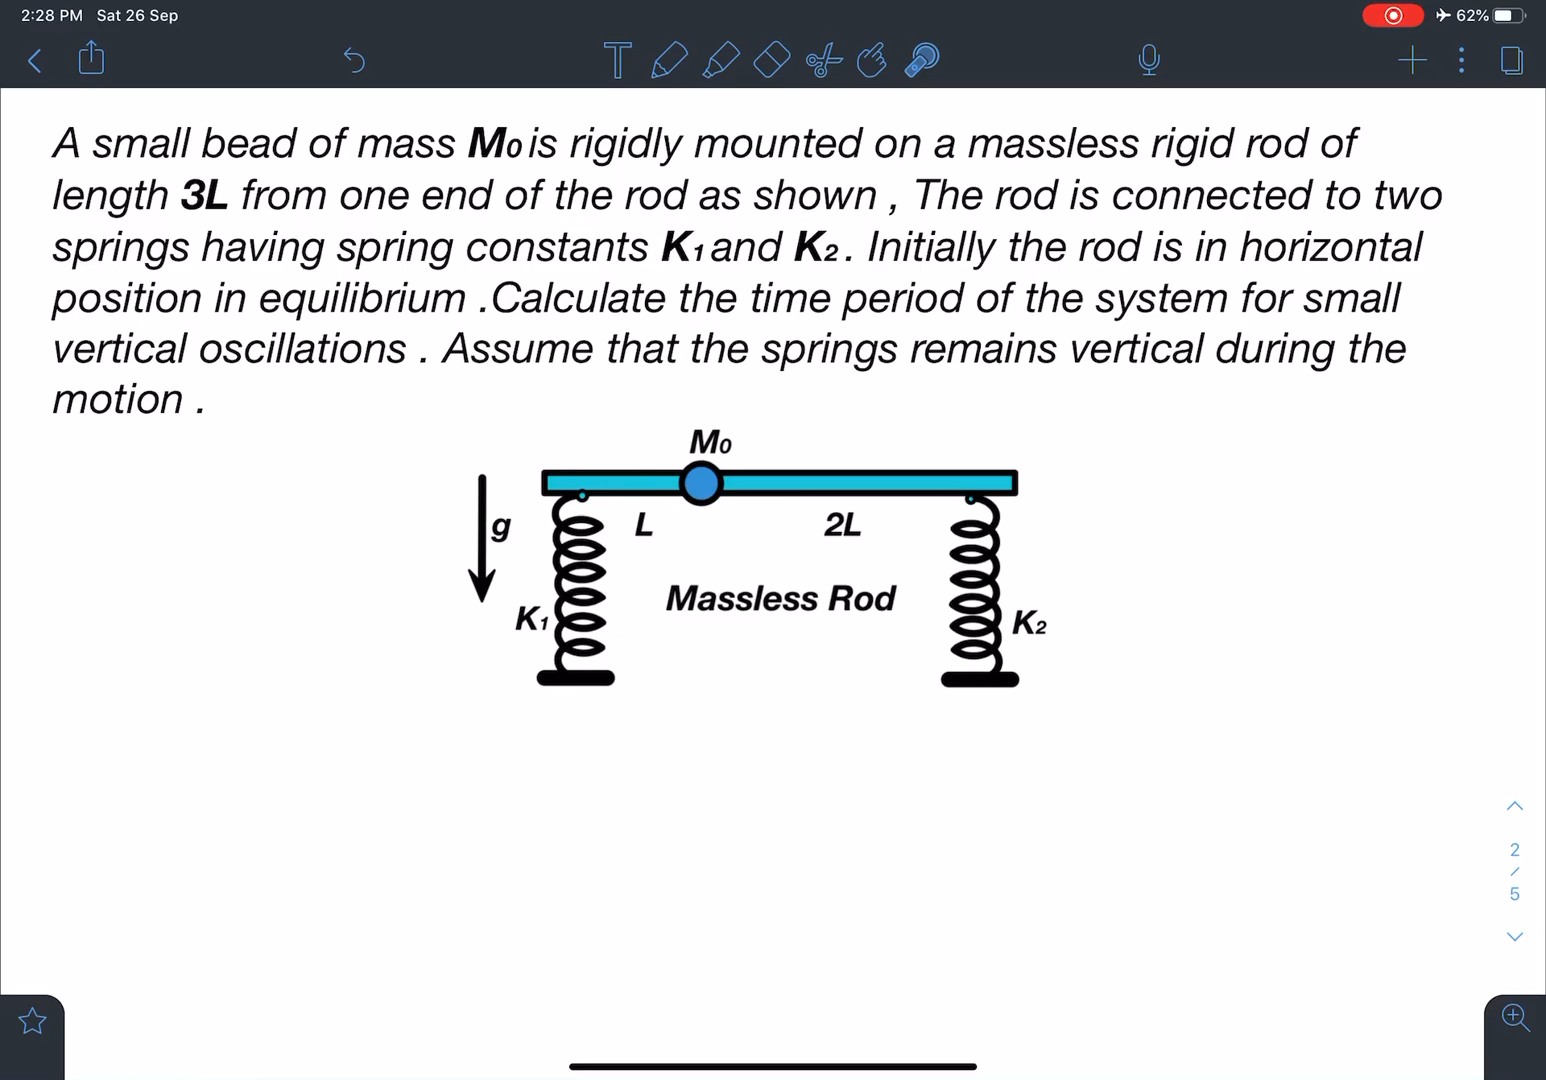 2:28 PM Sat 26 Sep
62%
A small bead of mass M₀ is rigidly mounted on a massless rigid rod of
length 3L from one end of the rod as shown , The rod is connected to two
springs having spring constants K₁ and K₂ . Initially the rod is in horizontal
position in equilibrium .Calculate the time period of the system for small
vertical oscillations . Assume that the springs remains vertical during the
motion .
M₀
g
L
2L
Massless Rod
K₁
K₂
2
/
5